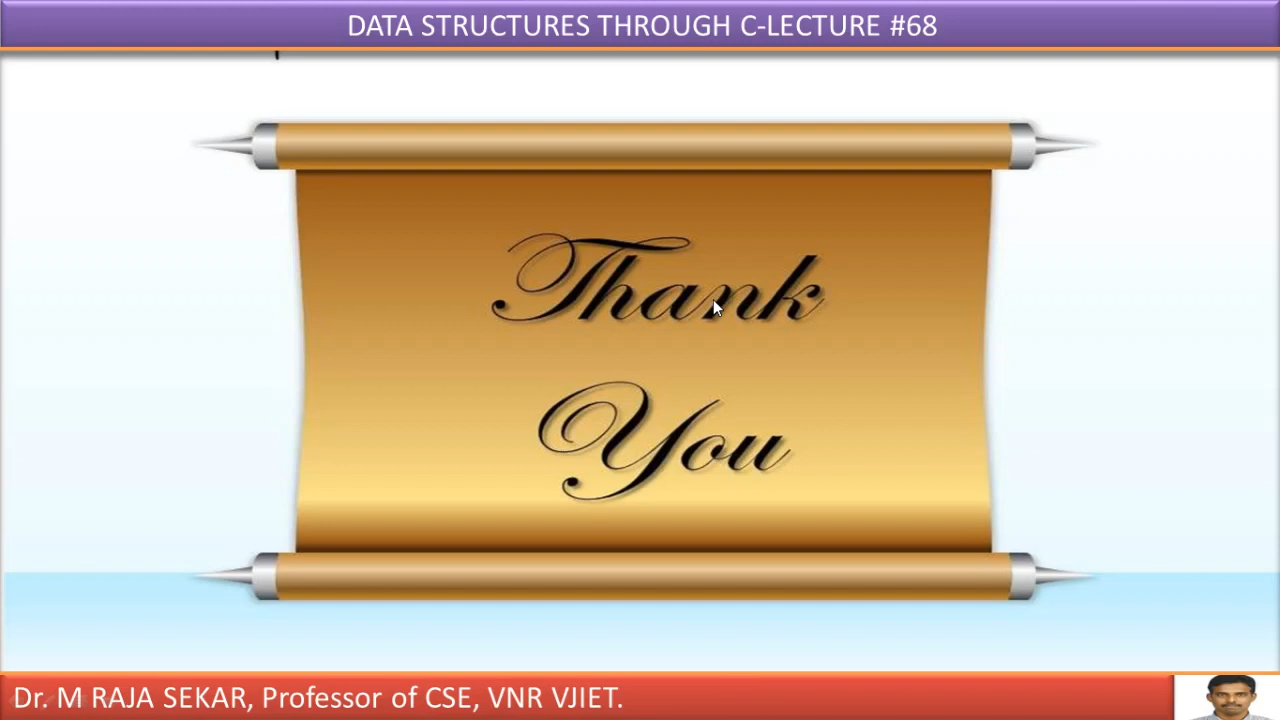 DATA STRUCTURES THROUGH C-LECTURE #68
Thank
You
Dr. M RAJA SEKAR, Professor of CSE, VNR VJIET.